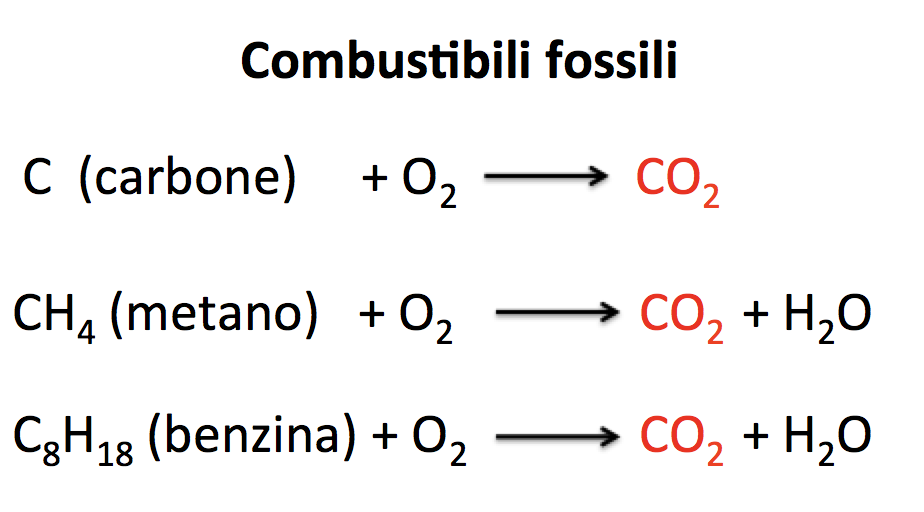 Combustibili fossili
C (carbone) + O₂ ⟶ CO₂
CH₄ (metano) + O₂ ⟶ CO₂ + H₂O
C₈H₁₈ (benzina) + O₂ ⟶ CO₂ + H₂O